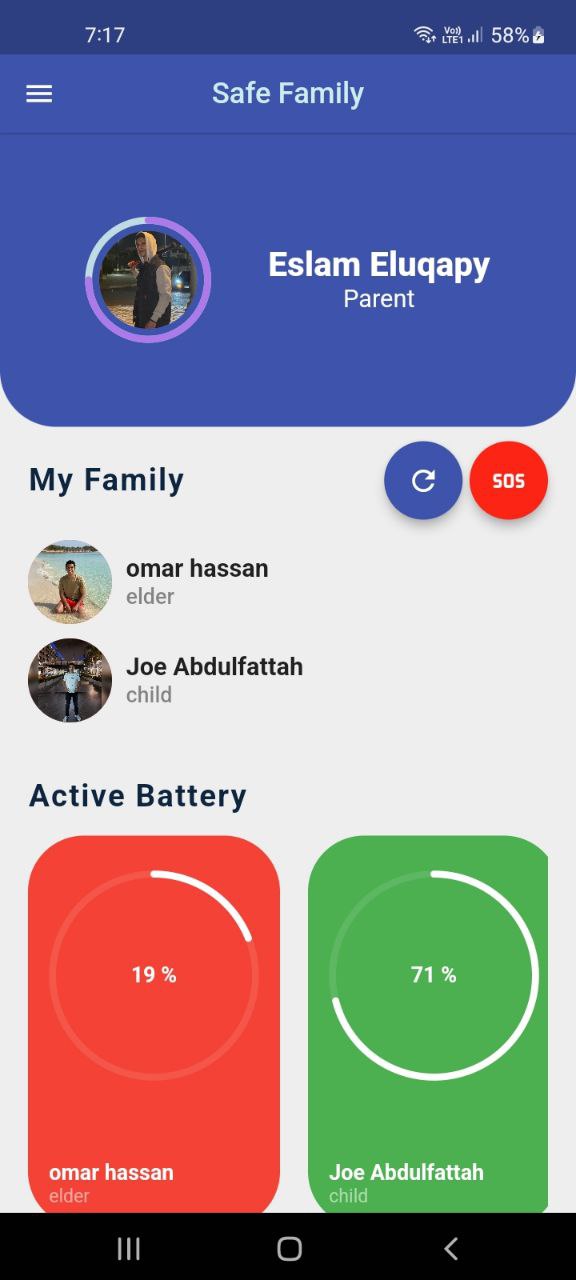 7:17
Vo)) LTE1 58%
Safe Family
Eslam Eluqapy
Parent
My Family
SOS
omar hassan
elder
Joe Abdulfattah
child
Active Battery
19 %
71 %
omar hassan
elder
Joe Abdulfattah
child